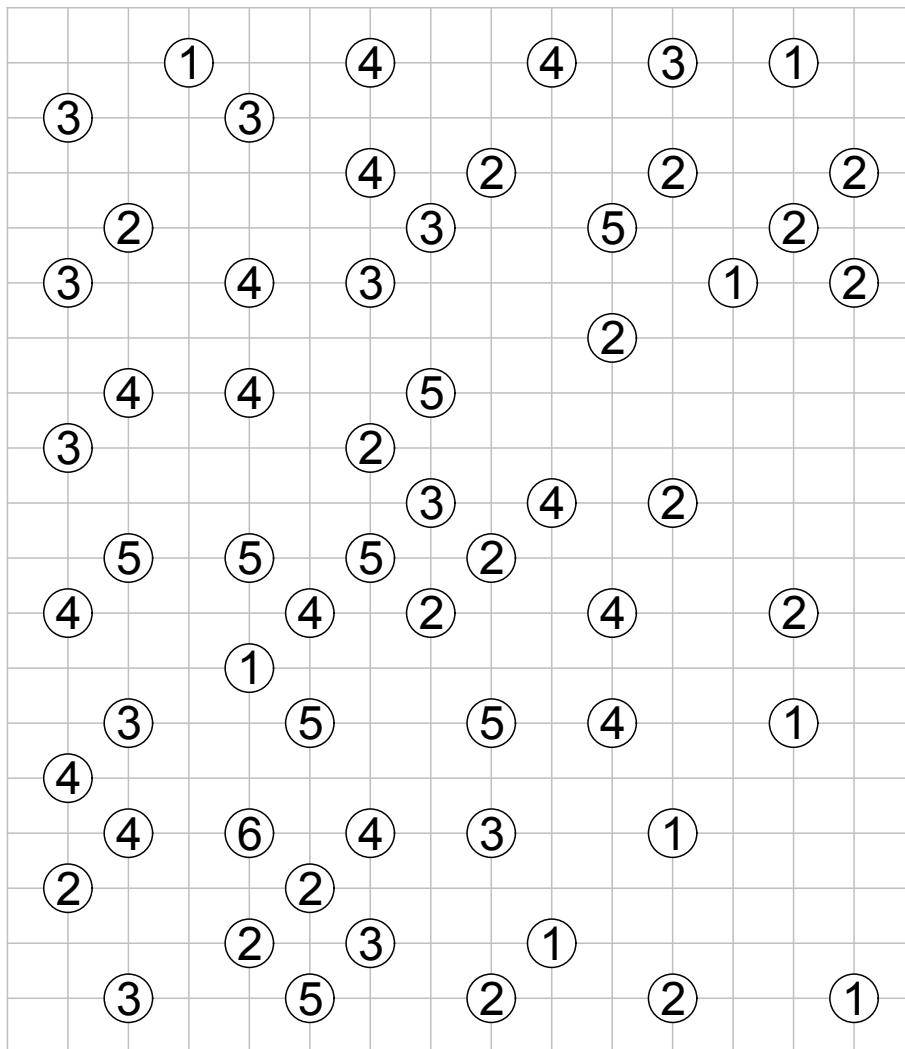 1 4 4 3 1
3 3
4 2 2 2
2 3 5 2
3 4 3 1 2
2
4 4 5
3 2
3 4 2
5 5 5 2
4 4 2 4 2
1
3 5 5 4 1
4
4 6 4 3 1
2 2
2 3 1
3 5 2 2 1